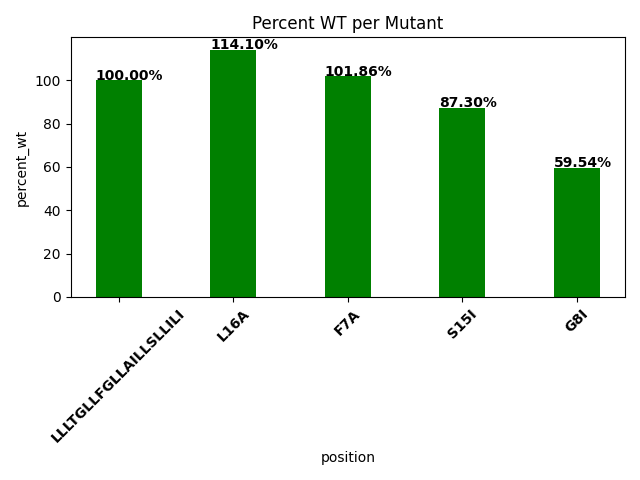 Percent WT per Mutant
percent_wt
100
80
60
40
20
0
100.00%
114.10%
101.86%
87.30%
59.54%
LLLTGLLFGLLAILLSLLILI
L16A
F7A
S15I
G8I
position